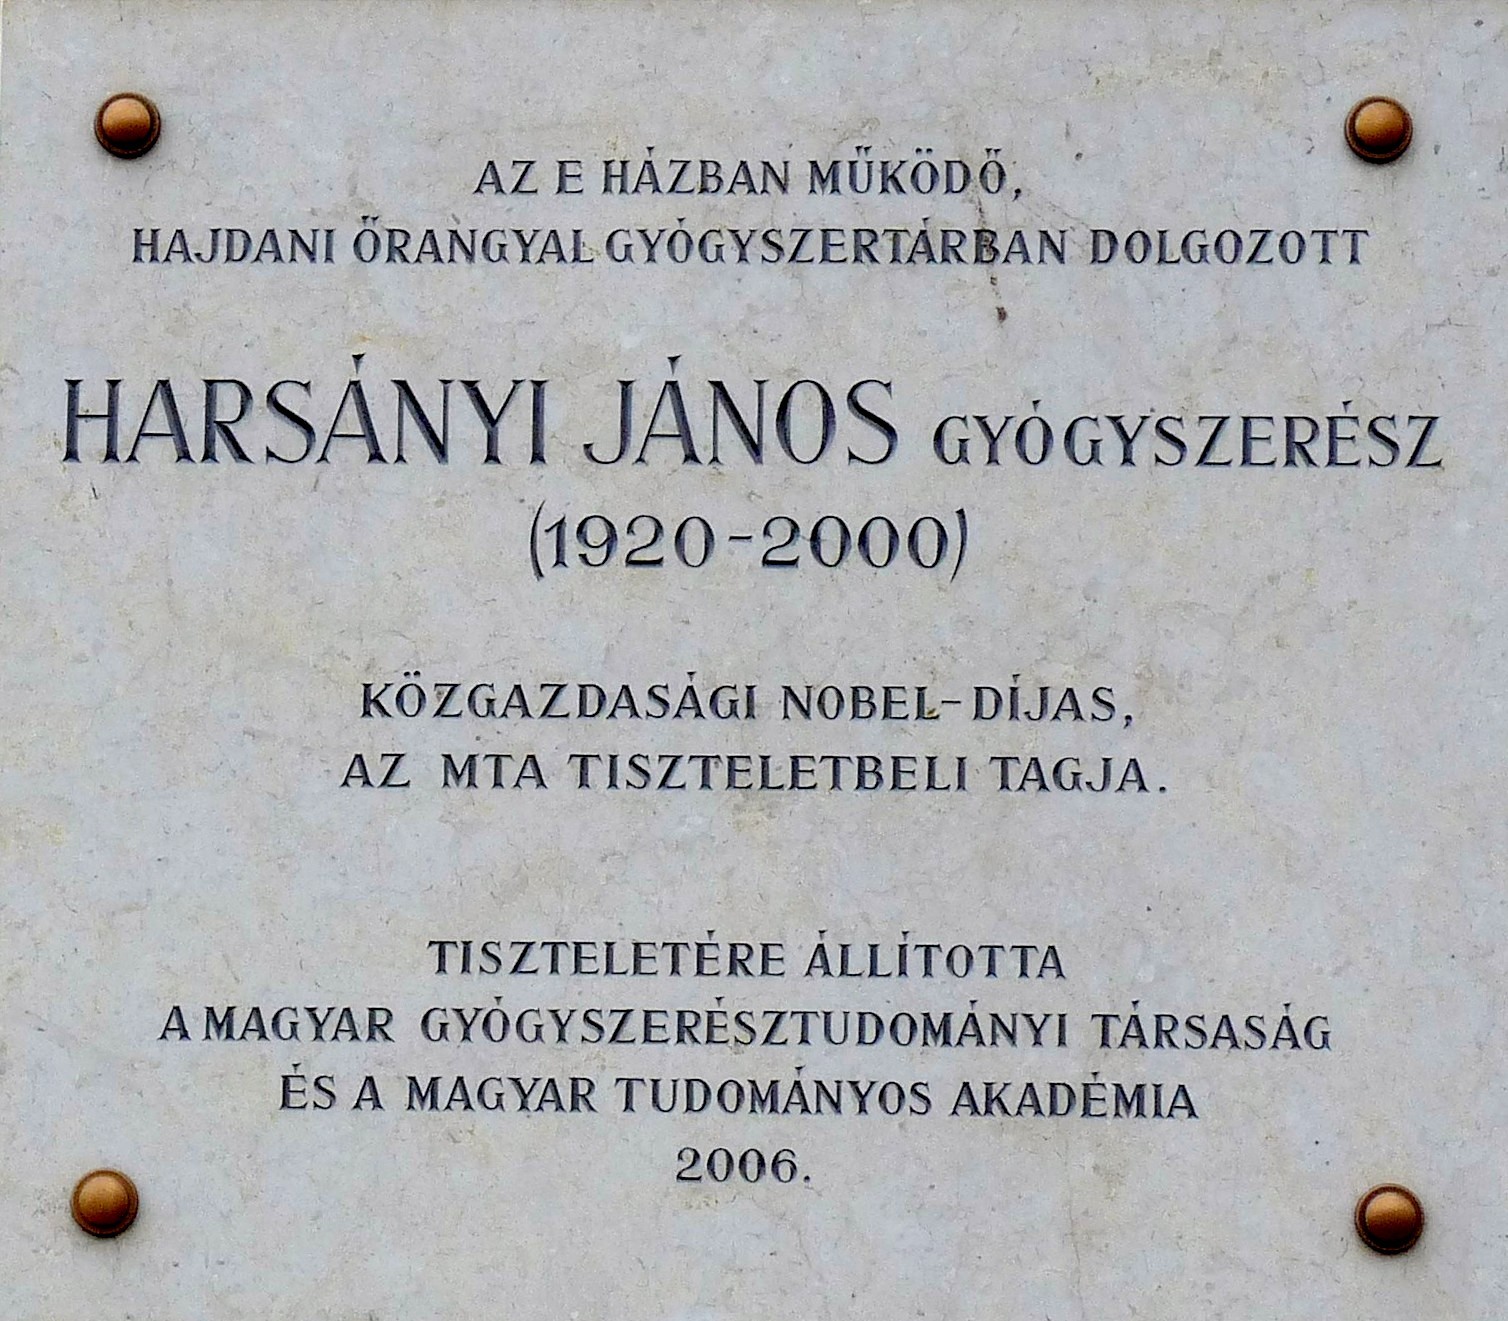 AZ E HÁZBAN MŰKÖDŐ,
HAJDANI ŐRANGYAL GYÓGYSZERTÁRBAN DOLGOZOTT
HARSÁNYI JÁNOS GYÓGYSZERÉSZ
(1920-2000)
KÖZGAZDASÁGI NOBEL-DÍJAS,
AZ MTA TISZTELETBELI TAGJA.
TISZTELETÉRE ÁLLÍTOTTA
A MAGYAR GYÓGYSZERÉSZTUDOMÁNYI TÁRSASÁG
ÉS A MAGYAR TUDOMÁNYOS AKADÉMIA
2006.